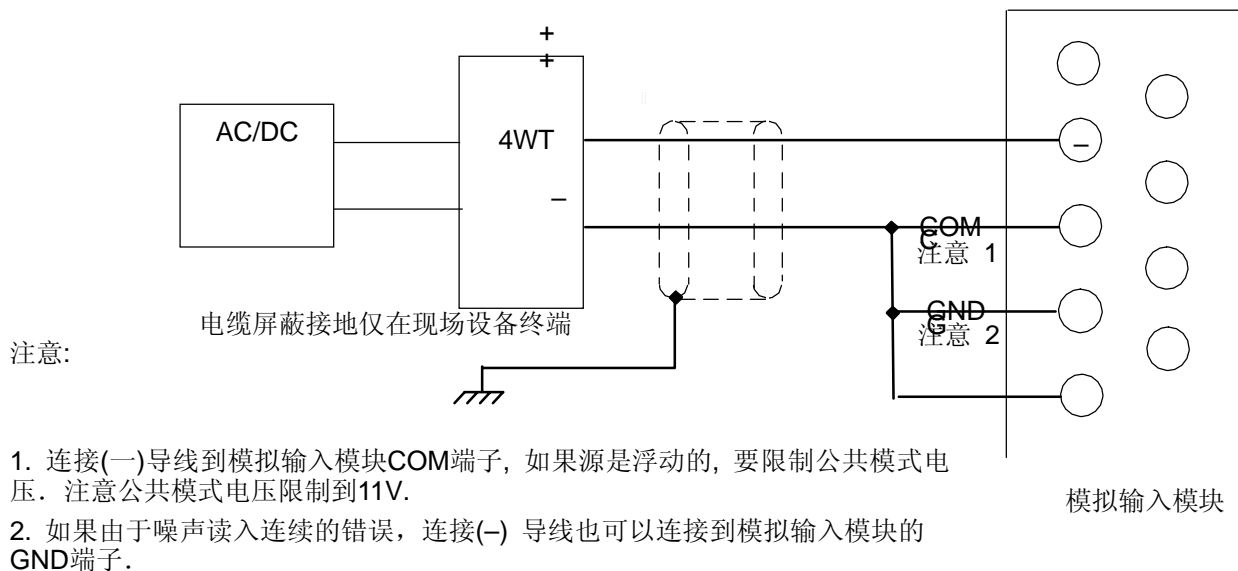 +
+
AC/DC
4WT
–
–
COM
C
注意 1
GND
G
注意 2
电缆屏蔽接地仅在现场设备终端
注意:
1. 连接(一)导线到模拟输入模块COM端子, 如果源是浮动的, 要限制公共模式电
压. 注意公共模式电压限制到11V.
模拟输入模块
2. 如果由于噪声读入连续的错误，连接(–) 导线也可以连接到模拟输入模块的
GND端子.